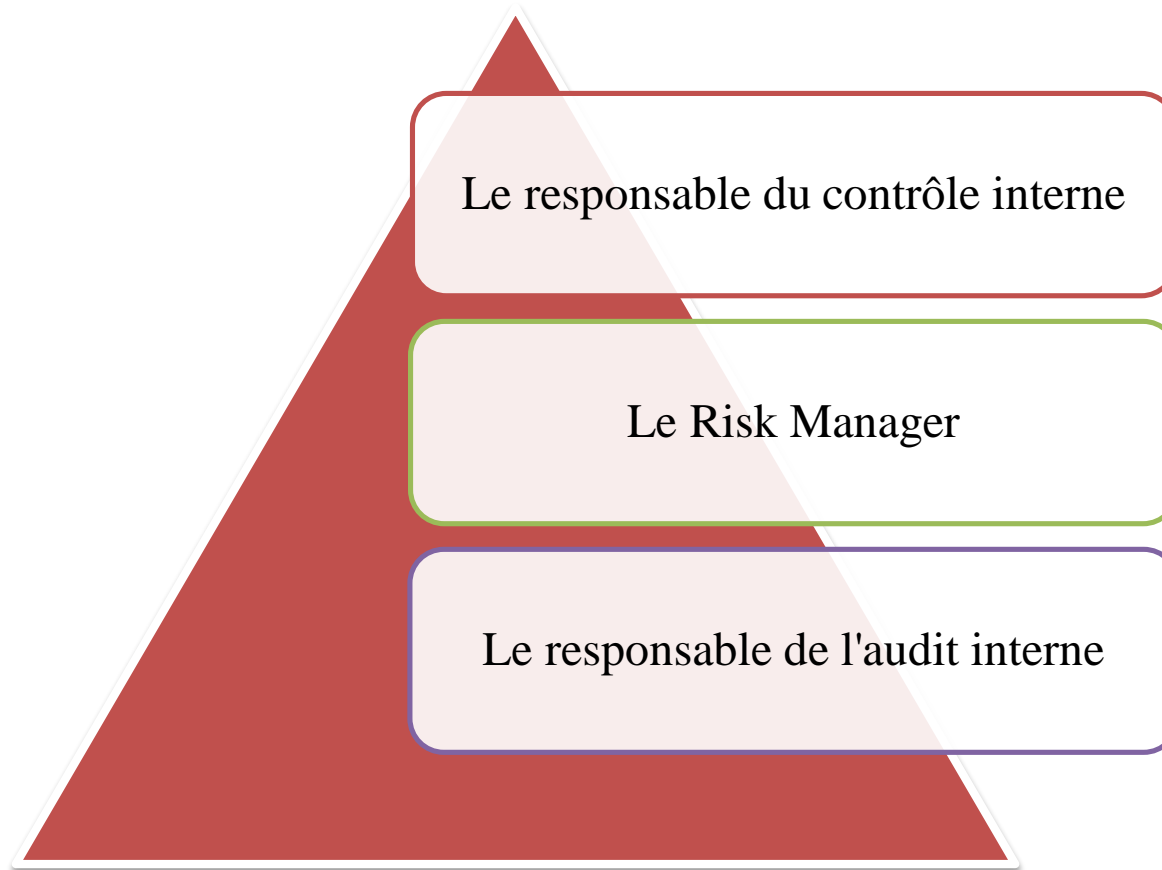 Le responsable du contrôle interne
Le Risk Manager
Le responsable de l'audit interne